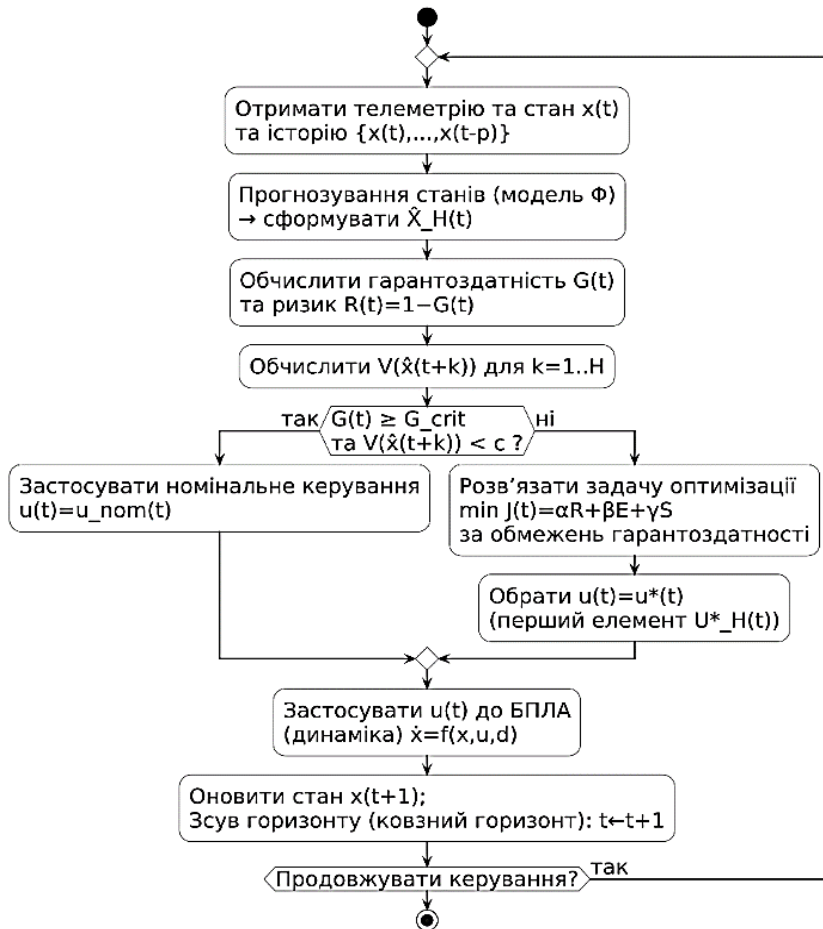 Отримати телеметрію та стан x(t)
та історію {x(t),...,x(t-p)}
Прогнозування станів (модель Φ)
→ сформувати X̂_H(t)
Обчислити гарантоздатність G(t)
та ризик R(t)=1−G(t)
Обчислити V(x̂(t+k)) для k=1..H
так
G(t) ≥ G_crit
та V(x̂(t+k)) < c ?
ні
Застосувати номінальне керування
u(t)=u_nom(t)
Розв’язати задачу оптимізації
min J(t)=αR+βE+γS
за обмежень гарантоздатності
Обрати u(t)=u*(t)
(перший елемент U*_H(t))
Застосувати u(t) до БПЛА
(динаміка) ẋ=f(x,u,d)
Оновити стан x(t+1);
Зсув горизонту (ковзний горизонт): t←t+1
Продовжувати керування?
так